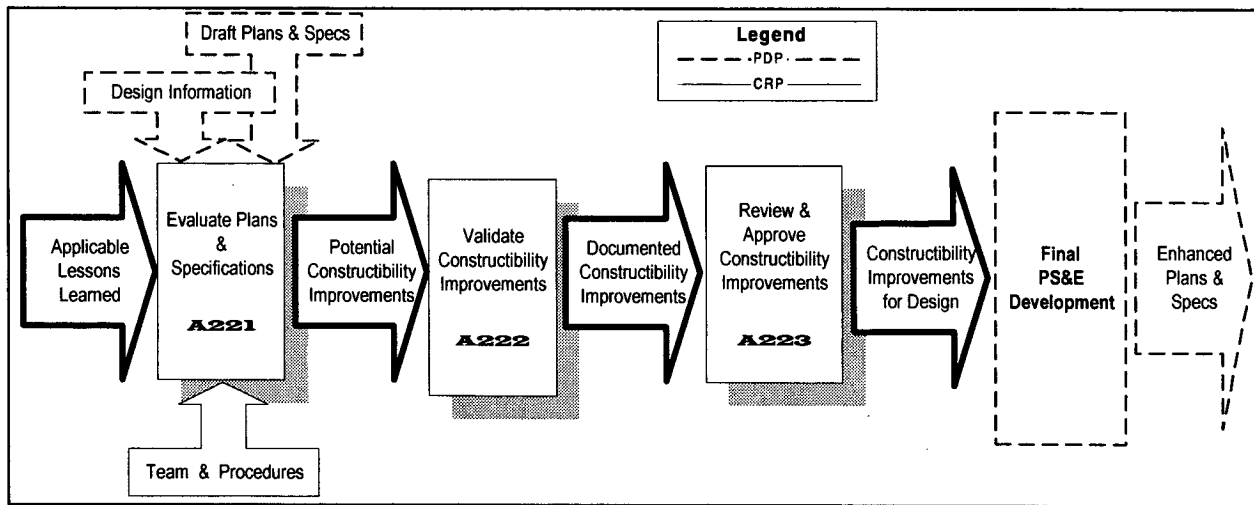 Draft Plans & Specs
Design Information
Legend
PDP
CRP
Applicable
Lessons
Learned
Evaluate Plans
&
Specifications
A221
Potential
Constructibility
Improvements
Validate
Constructibility
Improvements
A222
Documented
Constructibility
Improvements
Review &
Approve
Constructibility
Improvements
A223
Constructibility
Improvements
for Design
Final
PS&E
Development
Enhanced
Plans &
Specs
Team & Procedures